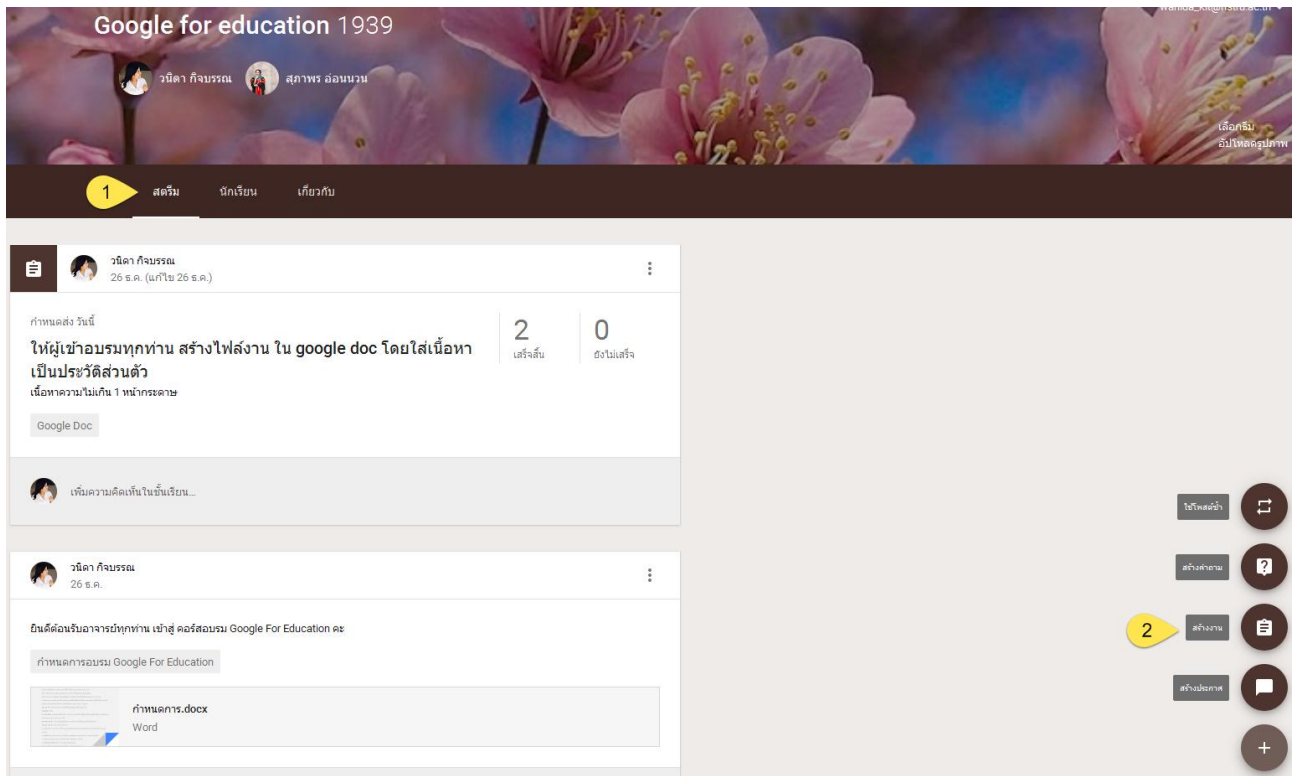 Google for education 1939
วนิดา กิจบรรณ
สุภาพร อ่อนนวน
เลือกธีม
อัปโหลดรูปภาพ
1
สตรีม
นักเรียน
เกี่ยวกับ
วนิดา กิจบรรณ
26 ธ.ค. (แก้ไข 26 ธ.ค.)
กำหนดส่ง วันนี้
ให้ผู้เข้าอบรมทุกท่าน สร้างไฟล์งาน ใน google doc โดยใส่เนื้อหา
เป็นประวัติส่วนตัว
เนื้อหาความไม่เกิน 1 หน้ากระดาษ
2
เสร็จสิ้น
0
ยังไม่เสร็จ
Google Doc
เพิ่มความคิดเห็นในชั้นเรียน...
ใช้โพสต์ซ้ำ
สร้างคำถาม
2
สร้างงาน
สร้างประกาศ
วนิดา กิจบรรณ
26 ธ.ค.
ยินดีต้อนรับอาจารย์ทุกท่าน เข้าสู่ คอร์สอบรม Google For Education คะ
กำหนดการอบรม Google For Education
กำหนดการ.docx
Word